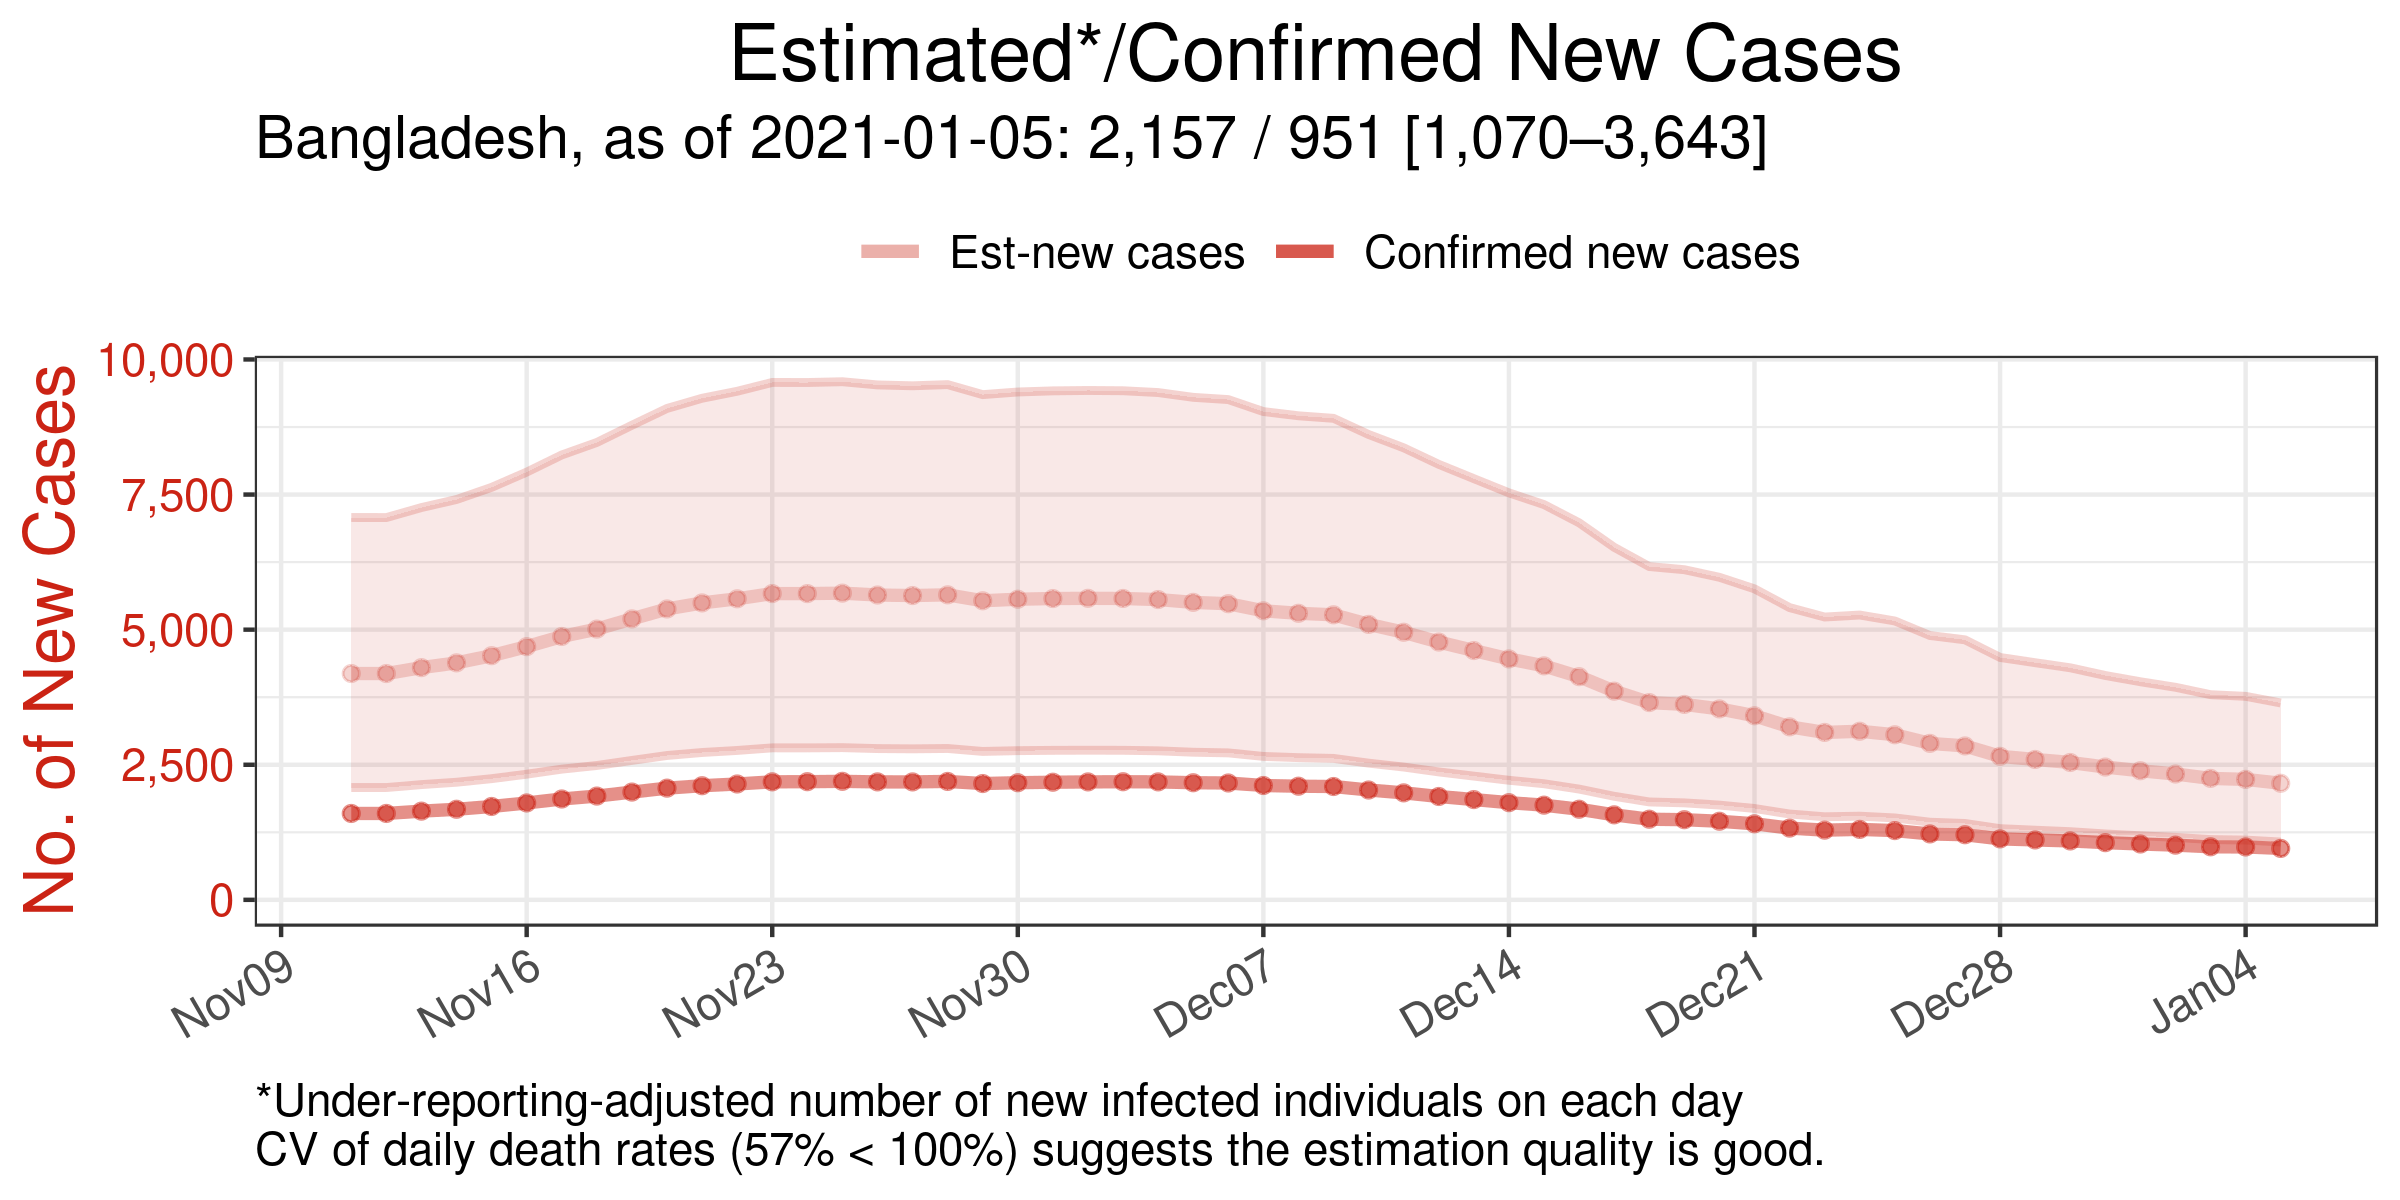 Estimated*/Confirmed New Cases
Bangladesh, as of 2021-01-05: 2,157 / 951 [1,070–3,643]
Est-new cases
Confirmed new cases
No. of New Cases
10,000
7,500
5,000
2,500
0
Nov09
Nov16
Nov23
Nov30
Dec07
Dec14
Dec21
Dec28
Jan04
*Under-reporting-adjusted number of new infected individuals on each day
CV of daily death rates (57% < 100%) suggests the estimation quality is good.